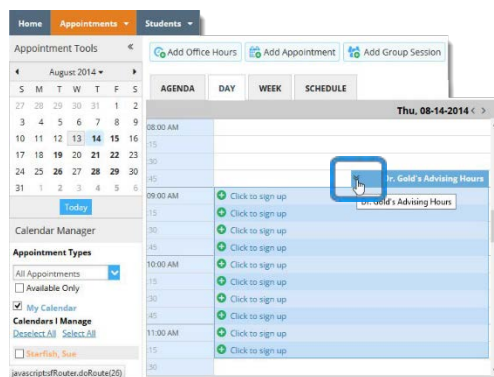 Home Appointments Students
Appointment Tools
August 2014
S M T W T F S
27 28 29 30 31 1 2
3 4 5 6 7 8 9
10 11 12 13 14 15 16
17 18 19 20 21 22 23
24 25 26 27 28 29 30
31 1 2 3 4 5 6
Today
Calendar Manager
Appointment Types
All Appointments
Available Only
My Calendar
Calendars I Manage
Deselect All Select All
Starfish, Sue
javascript:sfRouter.doRoute(26)
Add Office Hours Add Appointment Add Group Session
AGENDA DAY WEEK SCHEDULE
Thu, 08-14-2014 < >
08:00 AM
:15
:30
:45 Dr. Gold's Advising Hours
09:00 AM Click to sign up
Dr. Gold's Advising Hours
:15 Click to sign up
:30 Click to sign up
:45 Click to sign up
10:00 AM Click to sign up
:15 Click to sign up
:30 Click to sign up
:45 Click to sign up
11:00 AM Click to sign up
:15 Click to sign up
:30